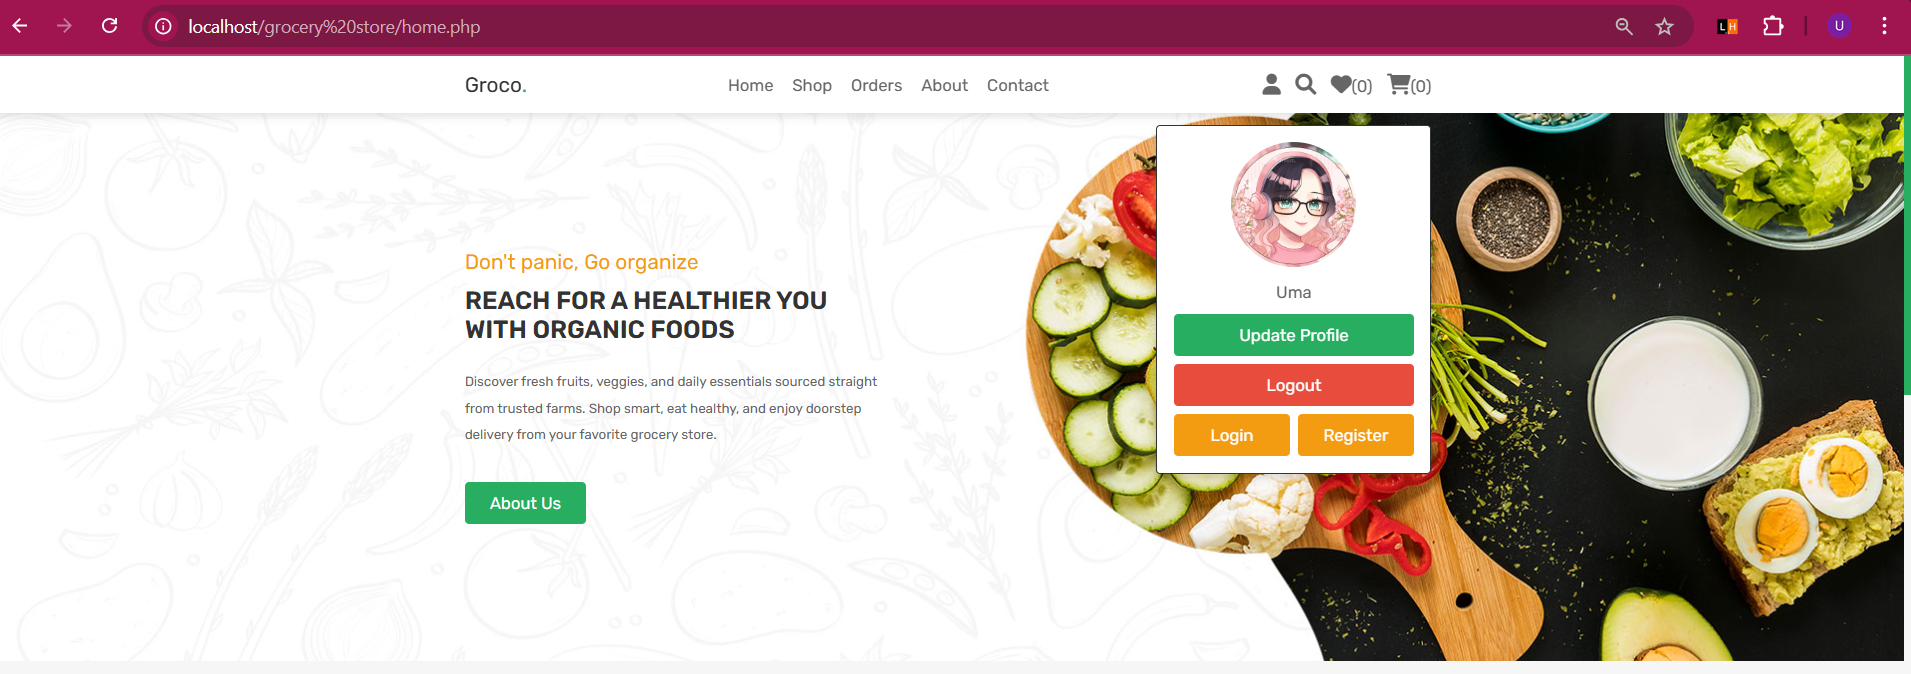 localhost/grocery%20store/home.php
U
Groco.
Home Shop Orders About Contact
(0) (0)
Don't panic, Go organize
REACH FOR A HEALTHIER YOU
WITH ORGANIC FOODS
Discover fresh fruits, veggies, and daily essentials sourced straight
from trusted farms. Shop smart, eat healthy, and enjoy doorstep
delivery from your favorite grocery store.
About Us
Uma
Update Profile
Logout
Login Register